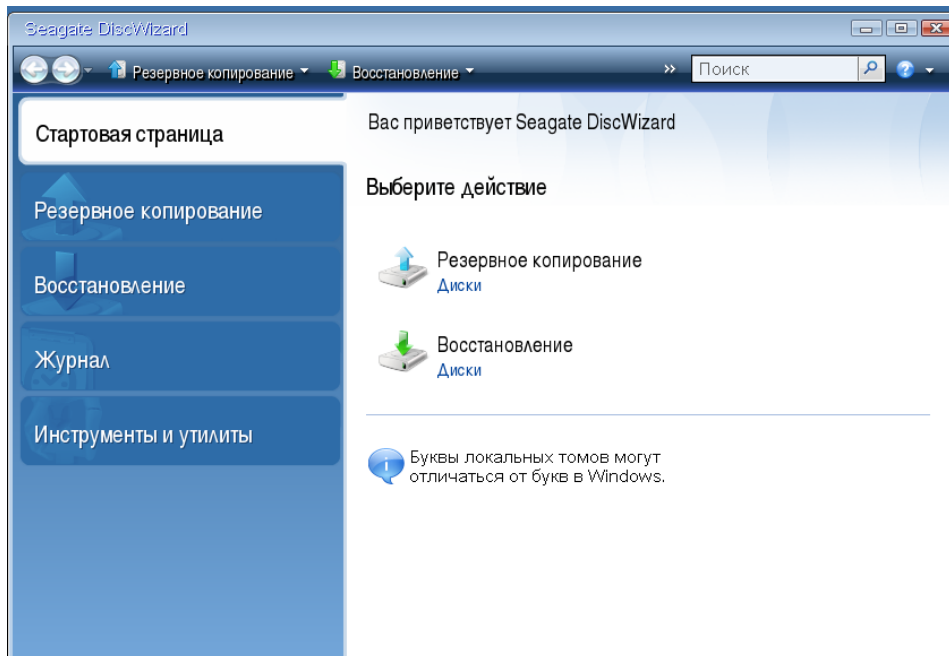 Seagate DiscWizard
Резервное копирование
Восстановление
»
Поиск
Стартовая страница
Резервное копирование
Восстановление
Журнал
Инструменты и утилиты
Вас приветствует Seagate DiscWizard
Выберите действие
Резервное копирование
Диски
Восстановление
Диски
Буквы локальных томов могут
отличаться от букв в Windows.